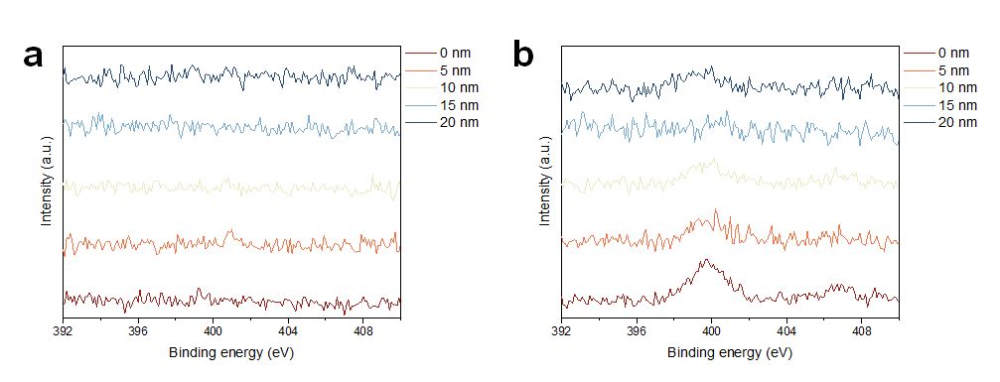 a
0 nm
5 nm
10 nm
15 nm
20 nm
Intensity (a.u.)
392 396 400 404 408
Binding energy (eV)
b
0 nm
5 nm
10 nm
15 nm
20 nm
Intensity (a.u.)
392 396 400 404 408
Binding energy (eV)